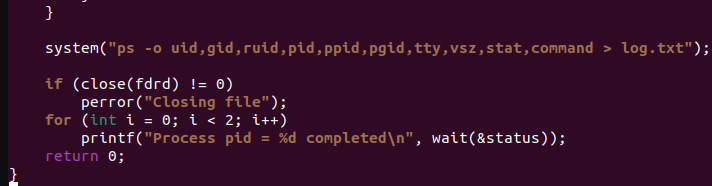 }
system("ps -o uid,gid,ruid,pid,ppid,pgid,tty,vsz,stat,command > log.txt");
if (close(fdrd) != 0)
perror("Closing file");
for (int i = 0; i < 2; i++)
printf("Process pid = %d completed\n", wait(&status));
return 0;
}